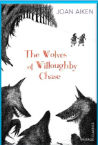 JOAN AIKEN
The Wolves of
Willoughby
Chase